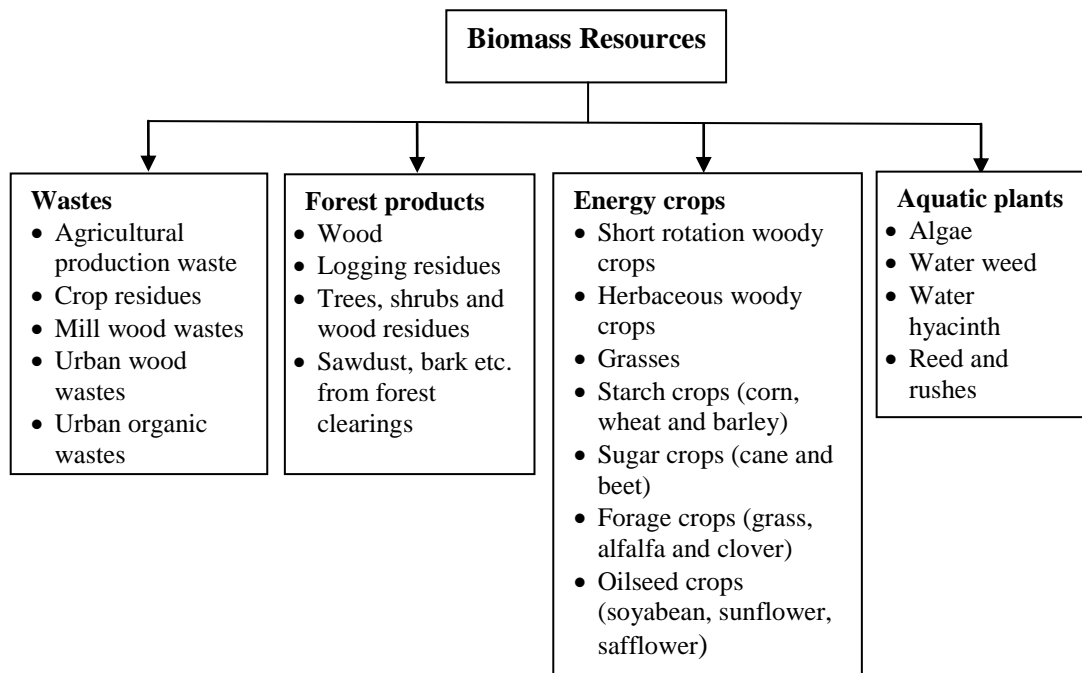 Biomass Resources
Wastes
• Agricultural
production waste
• Crop residues
• Mill wood wastes
• Urban wood
wastes
• Urban organic
wastes
Forest products
• Wood
• Logging residues
• Trees, shrubs and
wood residues
• Sawdust, bark etc.
from forest
clearings
Energy crops
• Short rotation woody
crops
• Herbaceous woody
crops
• Grasses
• Starch crops (corn,
wheat and barley)
• Sugar crops (cane and
beet)
• Forage crops (grass,
alfalfa and clover)
• Oilseed crops
(soyabean, sunflower,
safflower)
Aquatic plants
• Algae
• Water weed
• Water
hyacinth
• Reed and
rushes